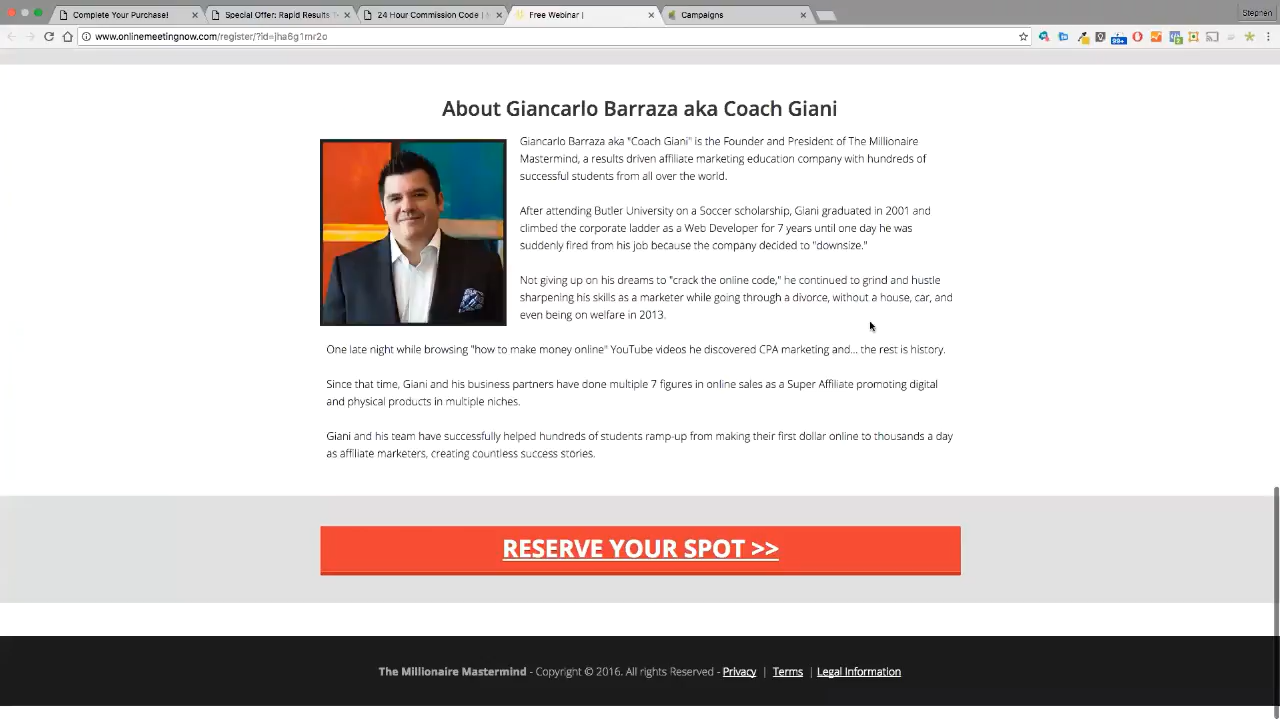 Complete Your Purchase!
Special Offer: Rapid Results 1-
24 Hour Commission Code |
Free Webinar |
Campaigns
Stephen
www.onlinemeetingnow.com/register/?id=jha6g1mr2o
99+
About Giancarlo Barraza aka Coach Giani
Giancarlo Barraza aka "Coach Giani" is the Founder and President of The Millionaire
Mastermind, a results driven affiliate marketing education company with hundreds of
successful students from all over the world.
After attending Butler University on a Soccer scholarship, Giani graduated in 2001 and
climbed the corporate ladder as a Web Developer for 7 years until one day he was
suddenly fired from his job because the company decided to "downsize."
Not giving up on his dreams to "crack the online code," he continued to grind and hustle
sharpening his skills as a marketer while going through a divorce, without a house, car, and
even being on welfare in 2013.
One late night while browsing "how to make money online" YouTube videos he discovered CPA marketing and... the rest is history.
Since that time, Giani and his business partners have done multiple 7 figures in online sales as a Super Affiliate promoting digital
and physical products in multiple niches.
Giani and his team have successfully helped hundreds of students ramp-up from making their first dollar online to thousands a day
as affiliate marketers, creating countless success stories.
RESERVE YOUR SPOT >>
The Millionaire Mastermind - Copyright © 2016. All rights Reserved - Privacy | Terms | Legal Information